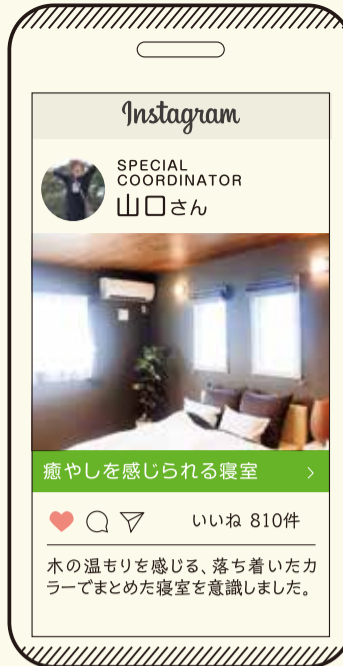 Instagram
SPECIAL
COORDINATOR
山口さん
癒やしを感じられる寝室
いいね 810件
木の温もりを感じる、落ち着いたカ
ラーでまとめた寝室を意識しました。